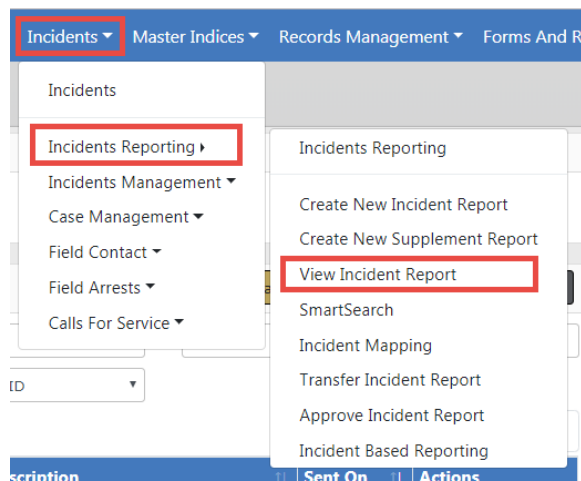 Incidents Master Indices Records Management Forms And R
Incidents
Incidents Reporting
Incidents Management
Case Management
Field Contact
Field Arrests
Calls For Service
Incidents Reporting
Create New Incident Report
Create New Supplement Report
View Incident Report
SmartSearch
Incident Mapping
Transfer Incident Report
Approve Incident Report
Incident Based Reporting
ID
scription Sent On Actions